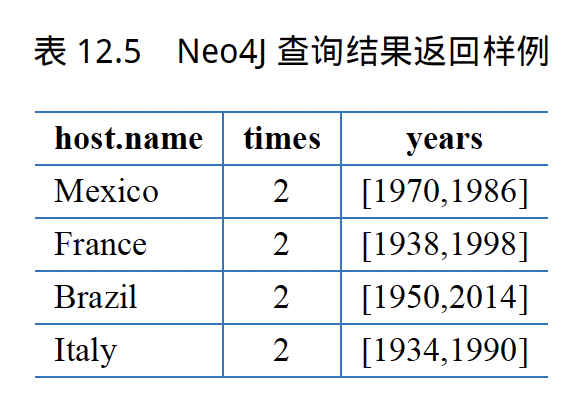 表 12.5 Neo4J 查询结果返回样例
host.name times years
Mexico 2 [1970,1986]
France 2 [1938,1998]
Brazil 2 [1950,2014]
Italy 2 [1934,1990]